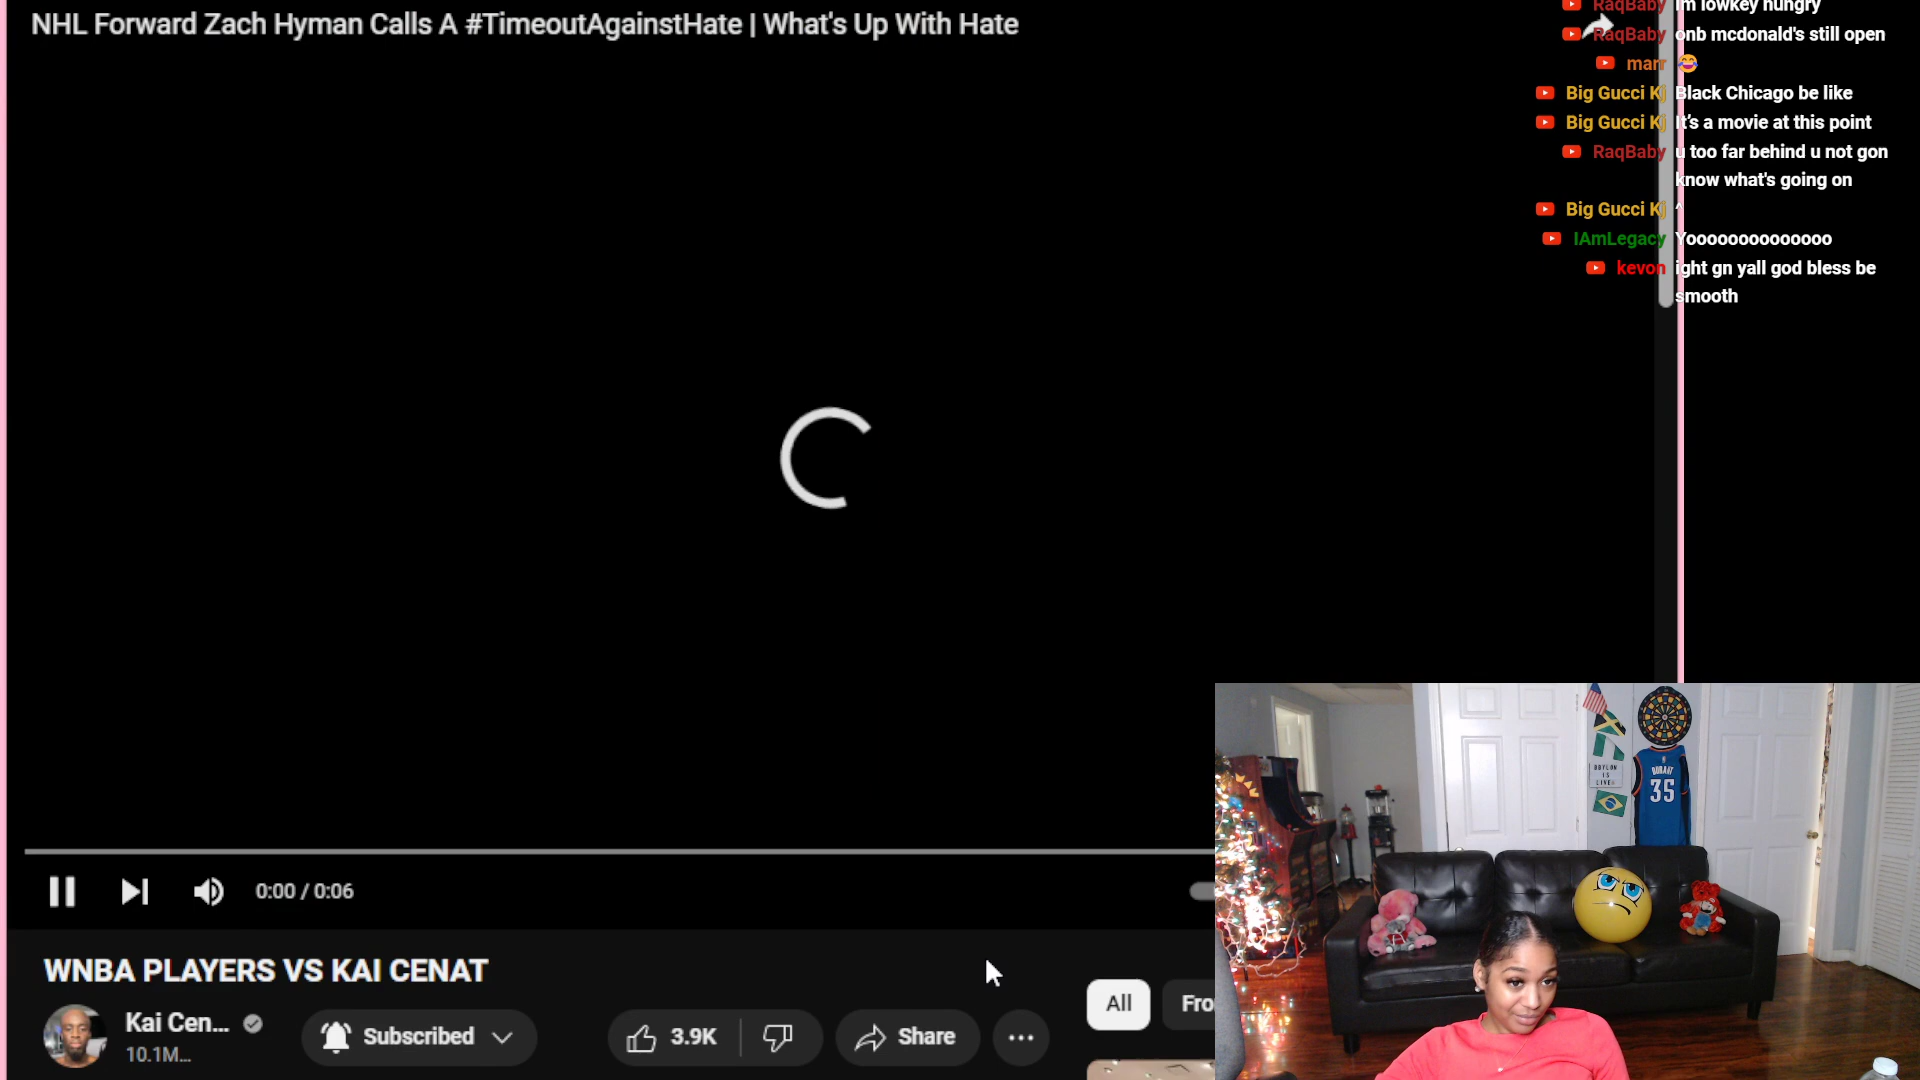 NHL Forward Zach Hyman Calls A #TimeoutAgainstHate | What's Up With Hate
RaqBaby im lowkey hungry
RaqBaby onb mcdonald's still open
marr 😂
Big Gucci Kj Black Chicago be like
Big Gucci Kj It's a movie at this point
RaqBaby u too far behind u not gon
know what's going on
Big Gucci Kj ^
IAmLegacy Yoooooooooooooo
kevon ight gn yall god bless be
smooth
0:00 / 0:06
WNBA PLAYERS VS KAI CENAT
Kai Cen...
10.1M...
Subscribed
3.9K
Share
All
Fro
BBYLON
IS
LIVE
DURANT
35